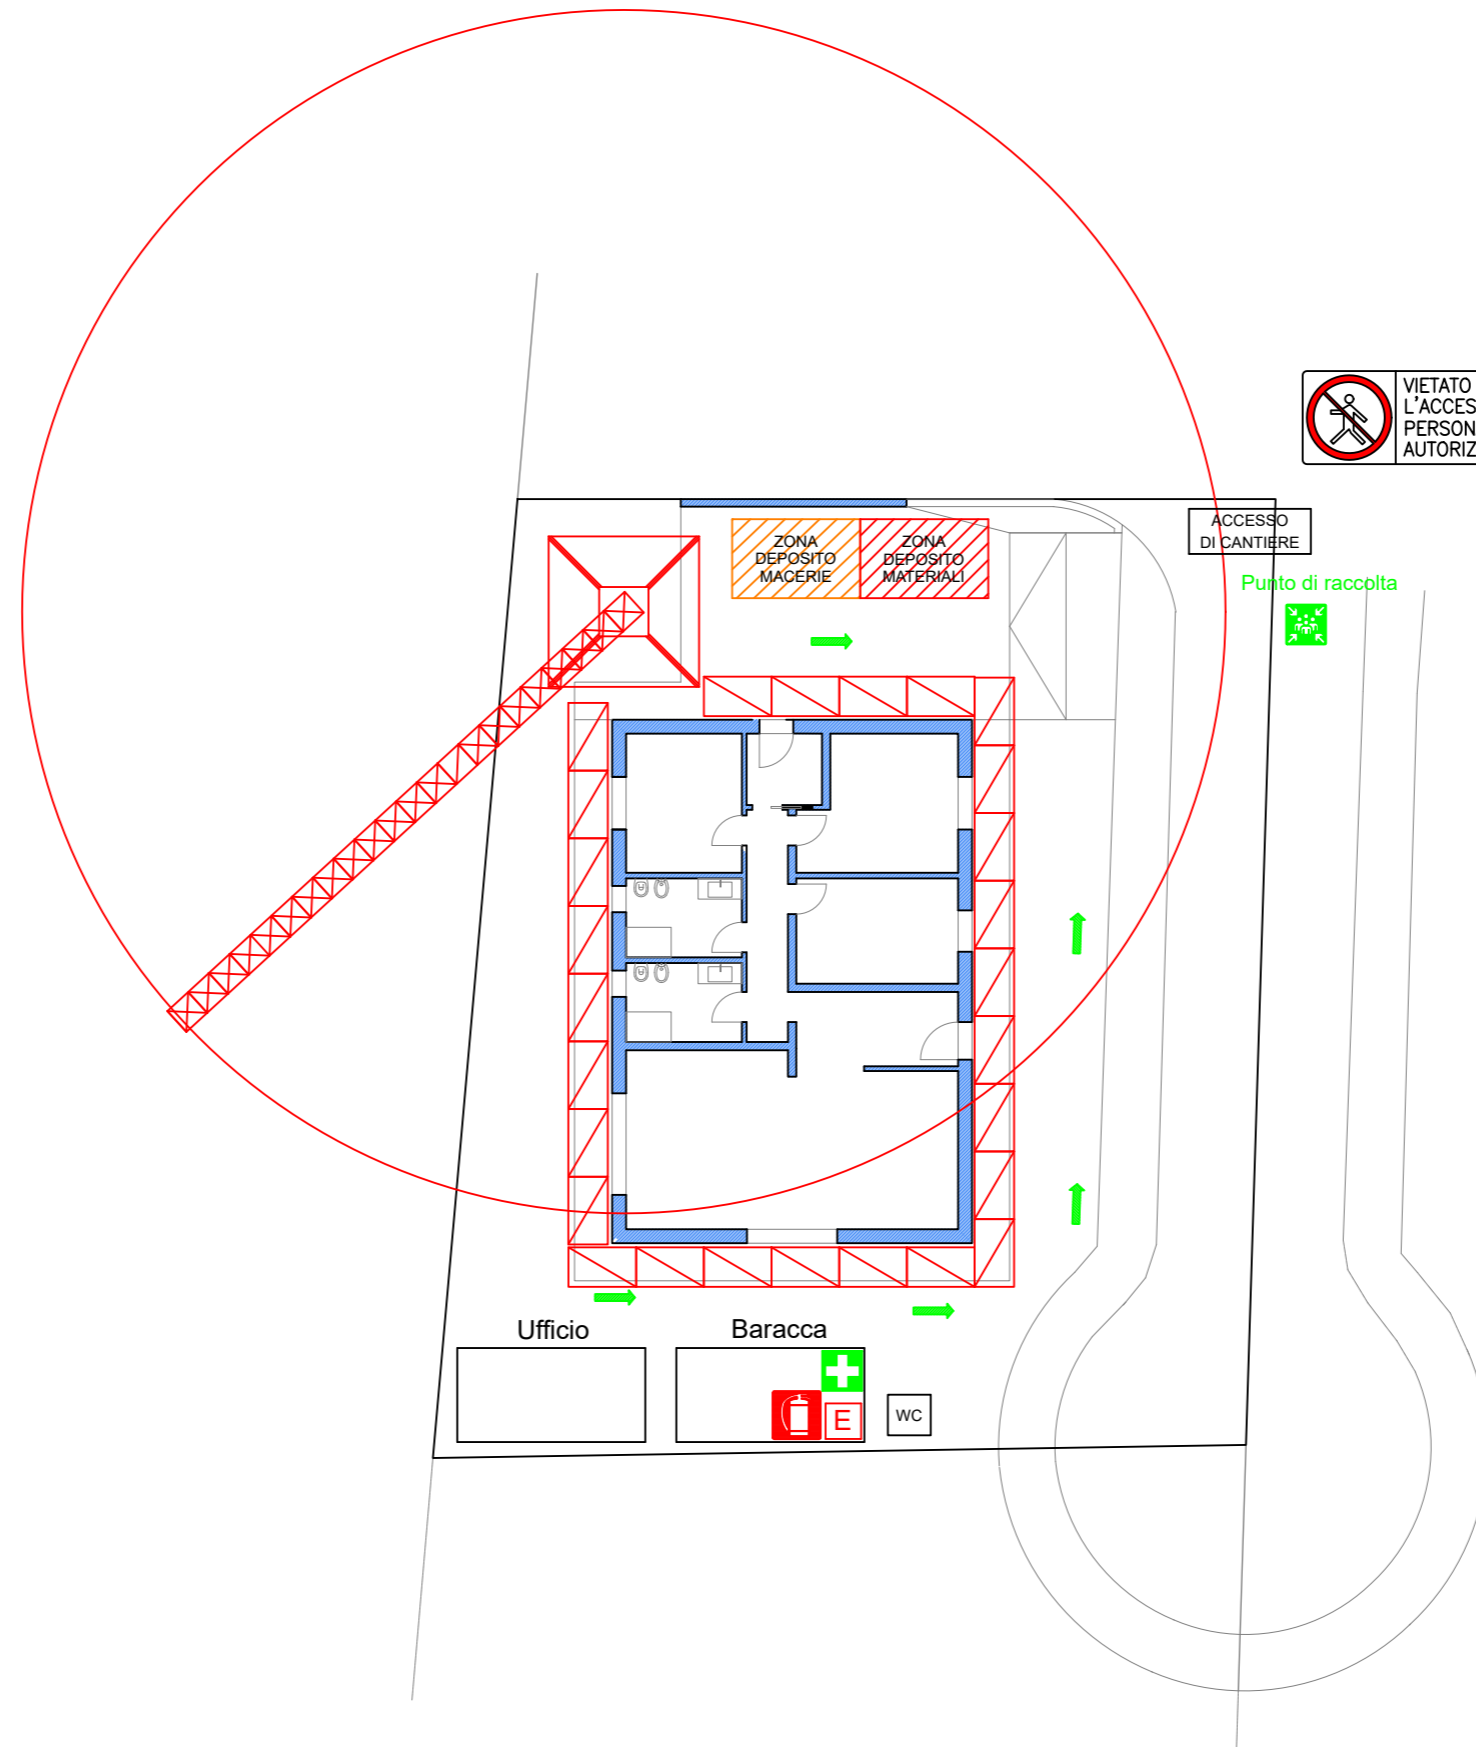 VIETATO
L'ACCES
PERSON
AUTORIZ
ACCESSO
DI CANTIERE
ZONA
DEPOSITO
MACERIE
ZONA
DEPOSITO
MATERIALI
Punto di raccolta
Ufficio
Baracca
E
WC